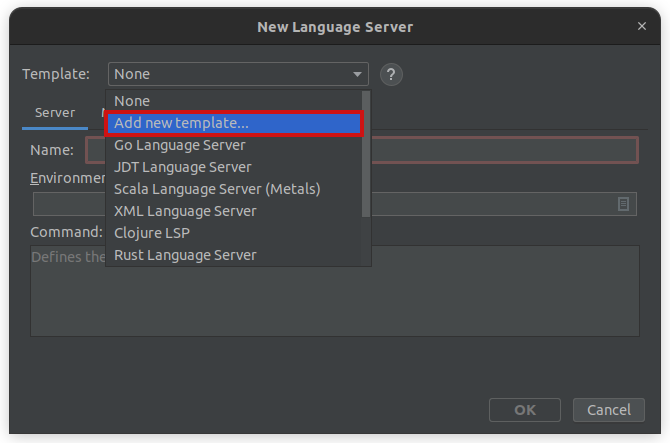 New Language Server
Template: None ?
None
Server
Add new template...
Go Language Server
Name:
JDT Language Server
Scala Language Server (Metals)
XML Language Server
Command:
Clojure LSP
Defines the
Rust Language Server
OK Cancel